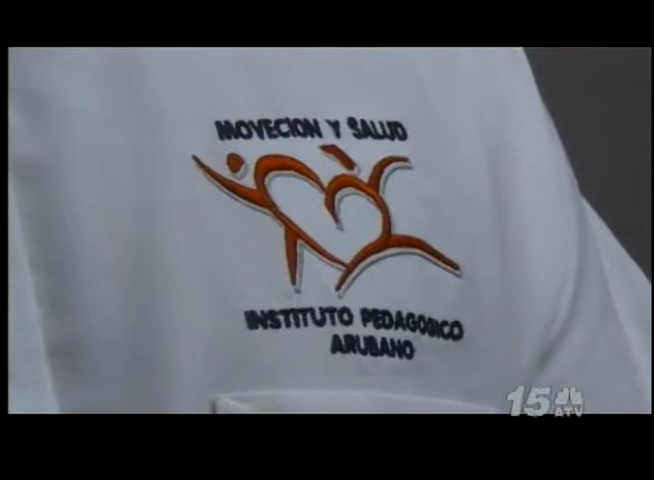 MOVECION Y SALUD
INSTITUTO PEDAGOGICO
ARUBANO
15
ATV